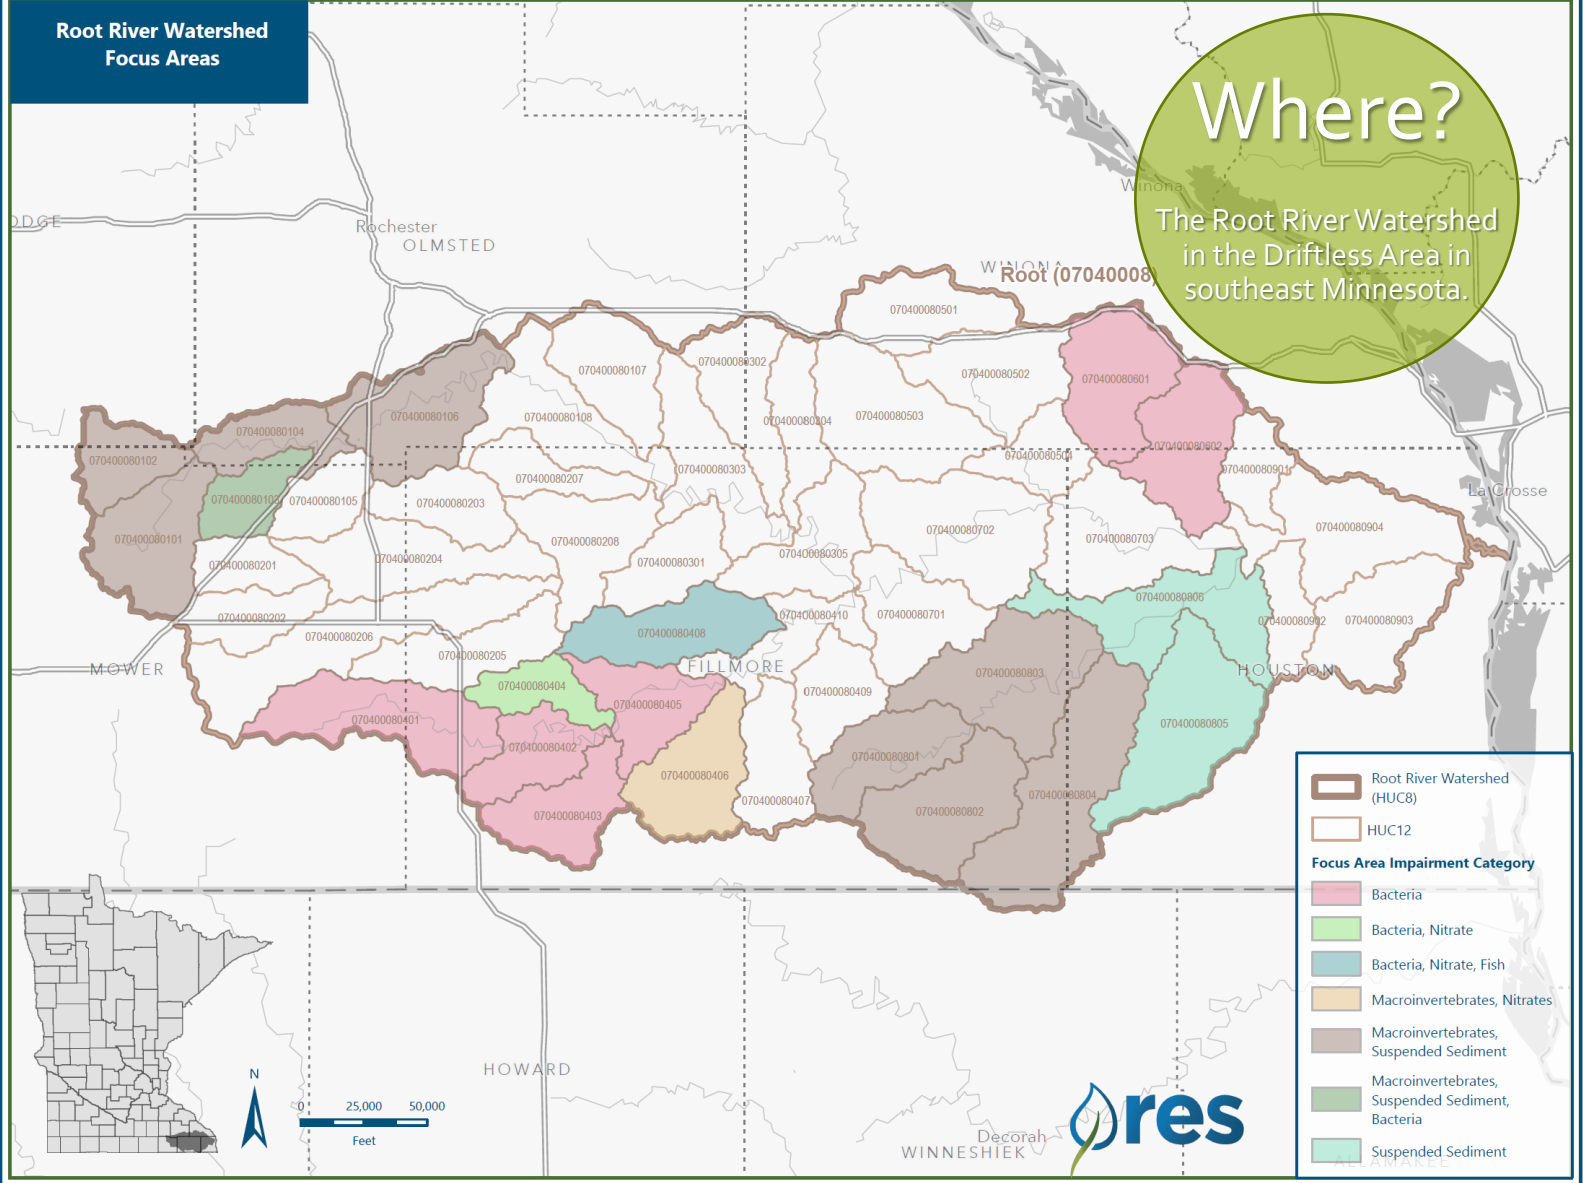 Root River Watershed
Focus Areas
Where?
The Root River Watershed
in the Driftless Area in
southeast Minnesota.
Winona
ODGE
Rochester
OLMSTED
WINONA
Root (07040008)
070400080501
070400080107
070400080302
070400080502
070400080601
070400080106
070400080108
070400080304
070400080503
070400080104
070400080602
070400080102
070400080504
070400080303
070400080901
070400080207
La Crosse
070400080103
070400080105
070400080203
070400080904
070400080702
070400080101
070400080208
070400080703
070400080305
070400080204
070400080301
070400080201
070400080806
070400080202
070400080410
070400080701
070400080902
070400080903
070400080206
070400080408
070400080205
MOWER
FILLMORE
HOUSTON
070400080803
070400080404
070400080409
070400080405
070400080401
070400080805
070400080402
070400080801
070400080406
070400080407
070400080804
070400080403
070400080802
Root River Watershed
(HUC8)
HUC12
Focus Area Impairment Category
Bacteria
Bacteria, Nitrate
Bacteria, Nitrate, Fish
Macroinvertebrates, Nitrates
Macroinvertebrates,
Suspended Sediment
Macroinvertebrates,
Suspended Sediment,
Bacteria
Suspended Sediment
ALLAMAKEE
HOWARD
N
0 25,000 50,000
Feet
Decorah
WINNESHIEK
res